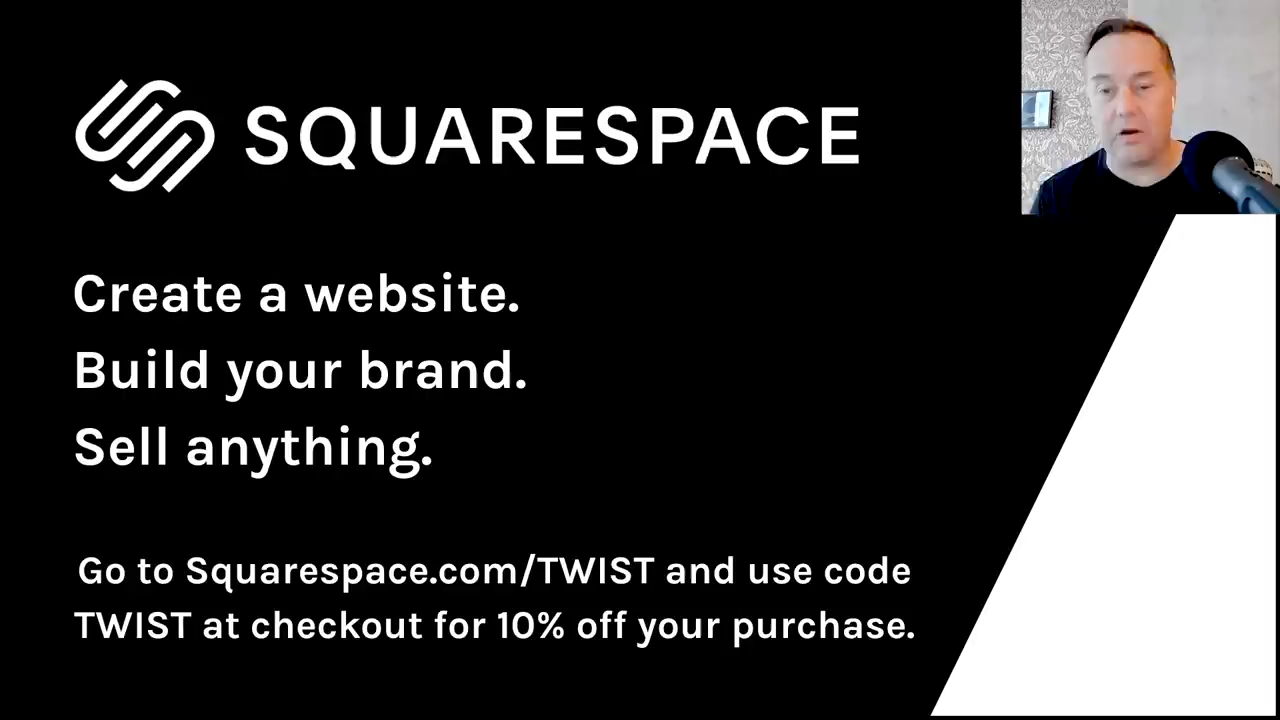 SQUARESPACE
Create a website.
Build your brand.
Sell anything.
Go to Squarespace.com/TWIST and use code
TWIST at checkout for 10% off your purchase.